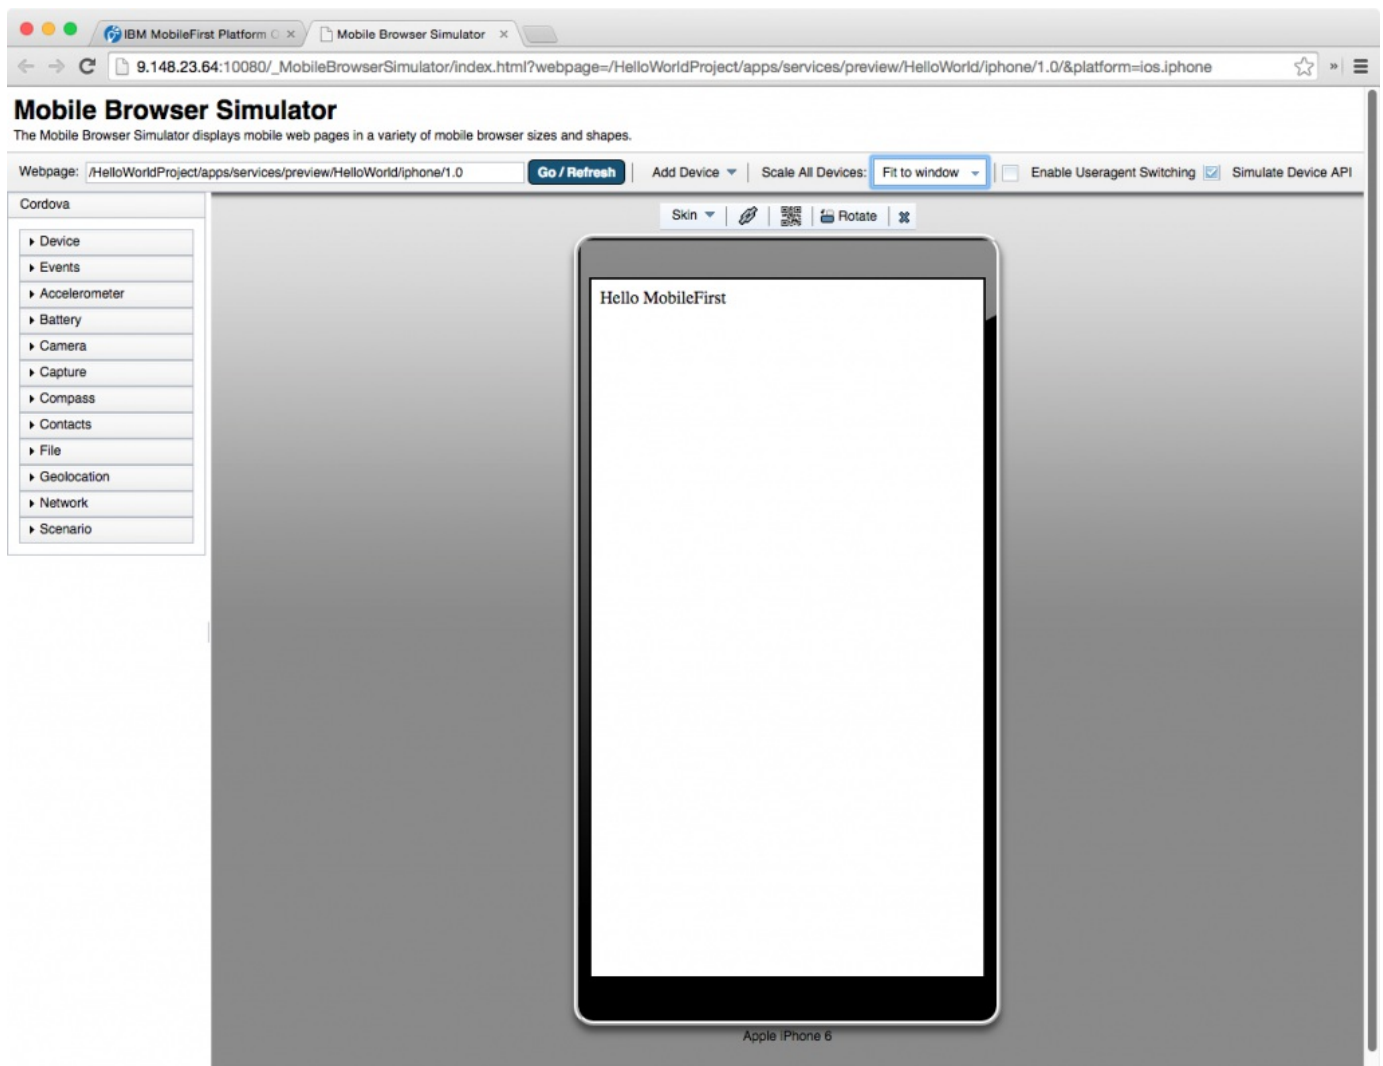 IBM MobileFirst Platform C
Mobile Browser Simulator
9.148.23.64:10080/_MobileBrowserSimulator/index.html?webpage=/HelloWorldProject/apps/services/preview/HelloWorld/iphone/1.0/&platform=ios.iphone
Mobile Browser Simulator
The Mobile Browser Simulator displays mobile web pages in a variety of mobile browser sizes and shapes.
Webpage: /HelloWorldProject/apps/services/preview/HelloWorld/iphone/1.0 Go / Refresh Add Device Scale All Devices: Fit to window Enable Useragent Switching Simulate Device API
Cordova
Skin Rotate
Device
Events
Accelerometer
Battery
Camera
Capture
Compass
Contacts
File
Geolocation
Network
Scenario
Hello MobileFirst
Apple iPhone 6